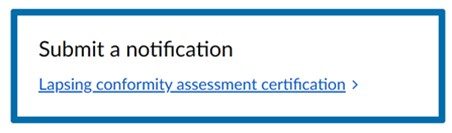 Submit a notification
Lapsing conformity assessment certification >